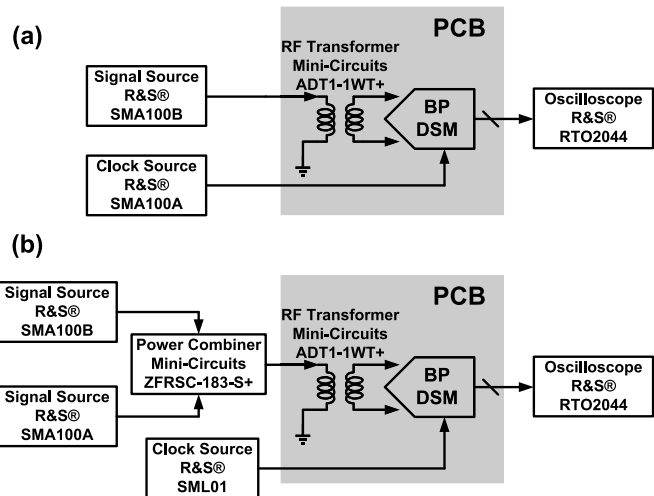 (a)
PCB
RF Transformer
Mini-Circuits
ADT1-1WT+
Signal Source
R&S®
SMA100B
BP
DSM
Oscilloscope
R&S®
RTO2044
Clock Source
R&S®
SMA100A
(b)
PCB
Signal Source
R&S®
SMA100B
RF Transformer
Mini-Circuits
ADT1-1WT+
Power Combiner
Mini-Circuits
ZFRSC-183-S+
BP
DSM
Oscilloscope
R&S®
RTO2044
Signal Source
R&S®
SMA100A
Clock Source
R&S®
SML01